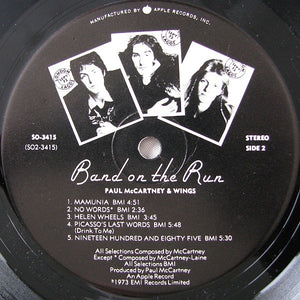 MANUFACTURED BY APPLE RECORDS, INC.
SO-3415
(SO2-3415)
STEREO
SIDE 2
Band on the Run
PAUL McCARTNEY & WINGS
1. MAMUNIA BMI 4:51
2. NO WORDS* BMI 2:36
3. HELEN WHEELS BMI 3:45
4. PICASSO'S LAST WORDS BMI 5:48
(Drink To Me)
5. NINETEEN HUNDRED AND EIGHTY FIVE BMI 5:30
All Selections Composed by McCartney
Except * Composed by McCartney-Laine
All Selections BMI
Produced by Paul McCartney
An Apple Record
℗1973 EMI Records Limited